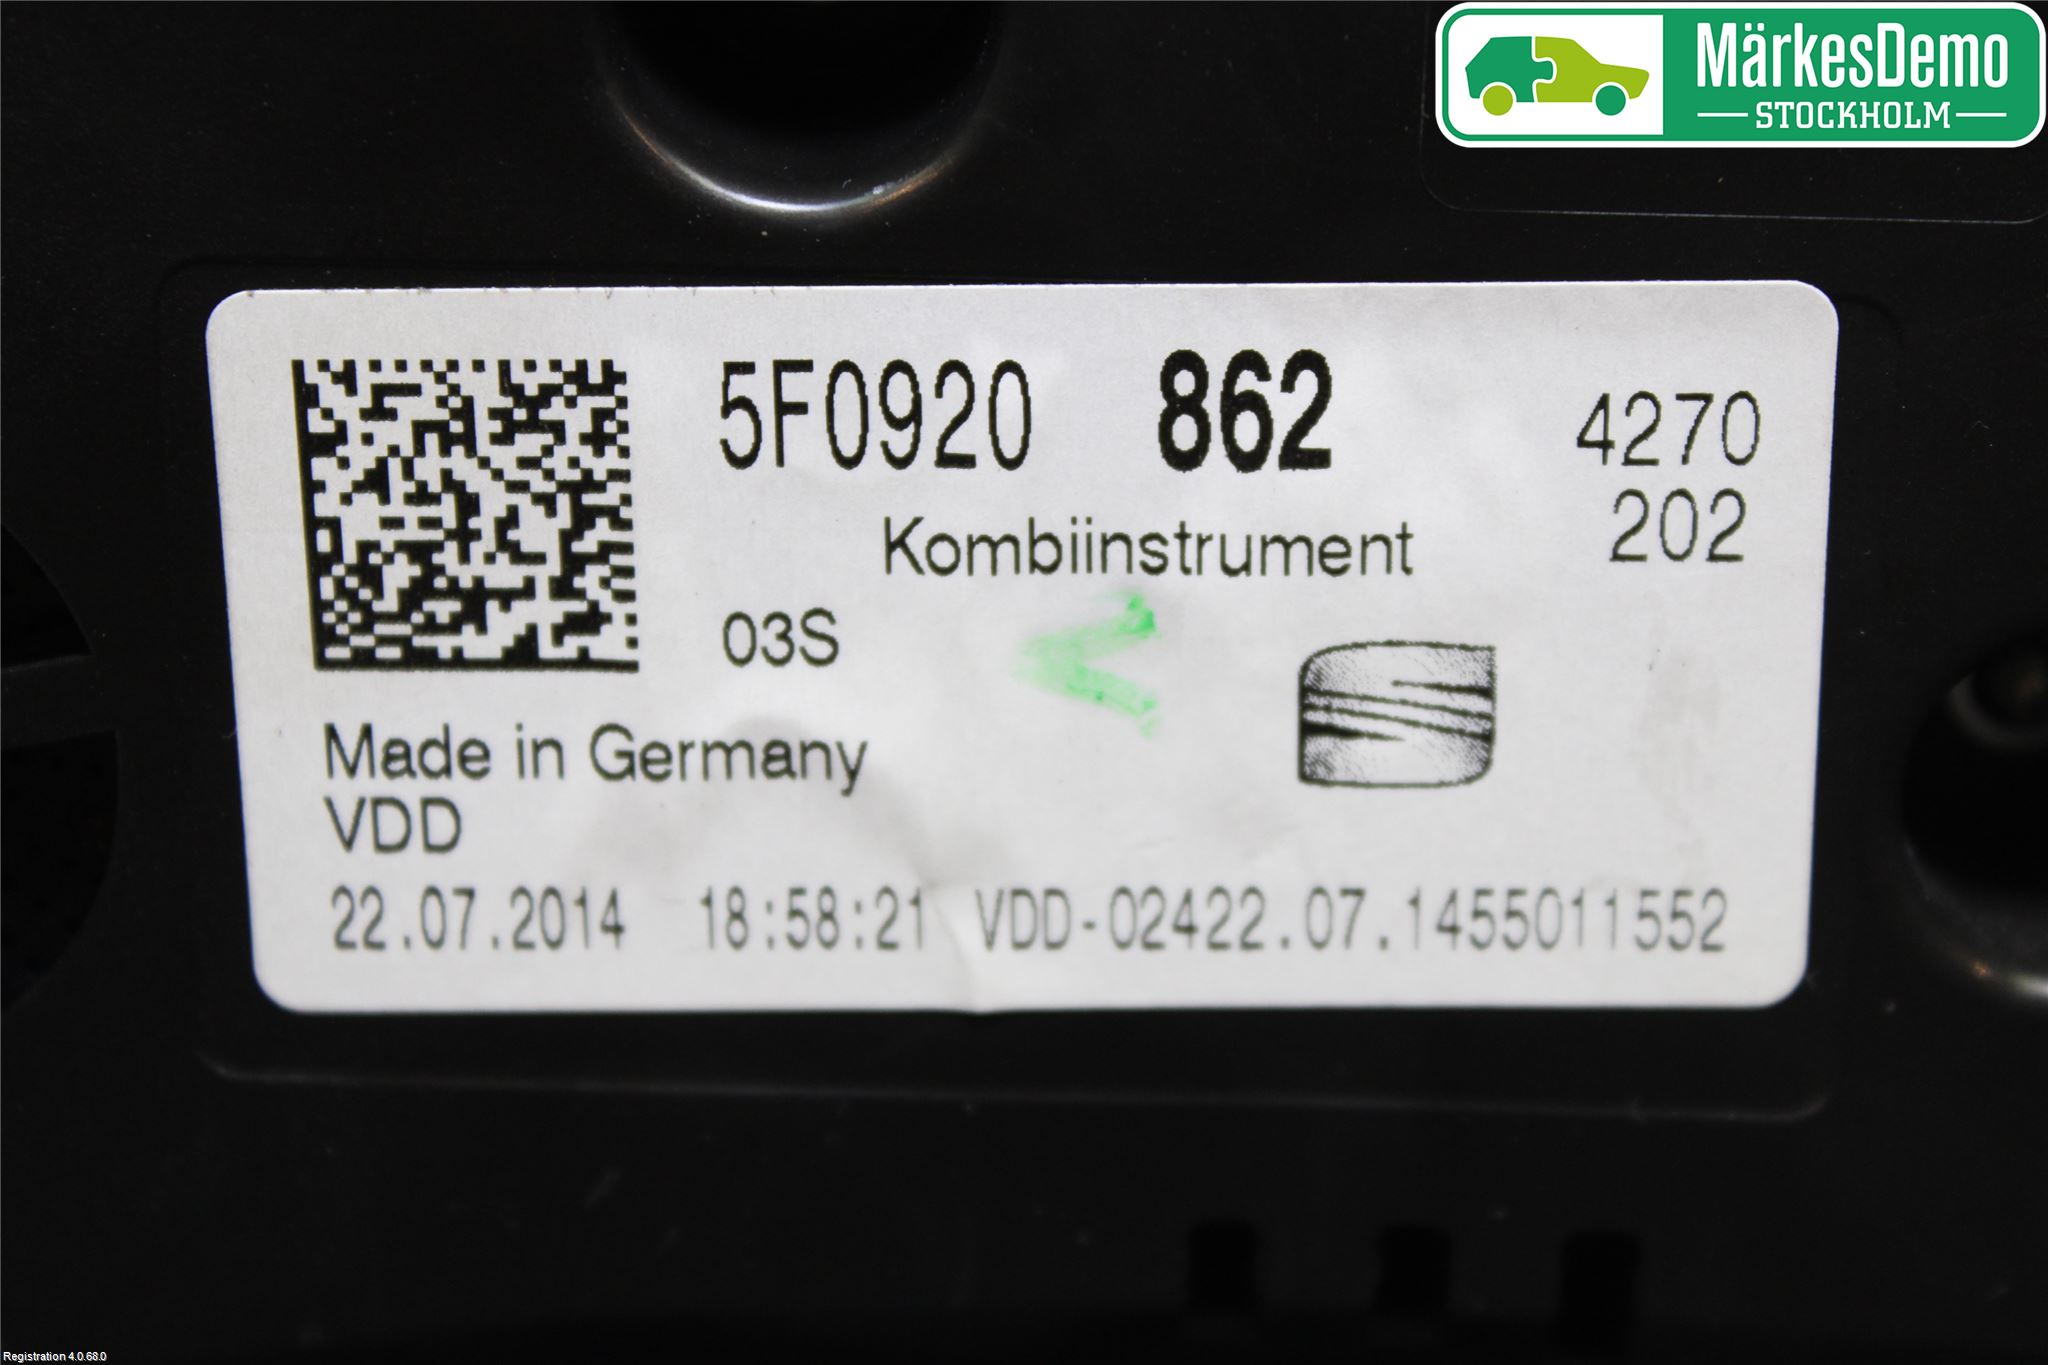 MärkesDemo
STOCKHOLM
5F0920 862 4270
202
Kombiinstrument
03S
Made in Germany
VDD
22.07.2014 18:58:21 VDD-02422.07.1455011552
Registration 4.0.68.0